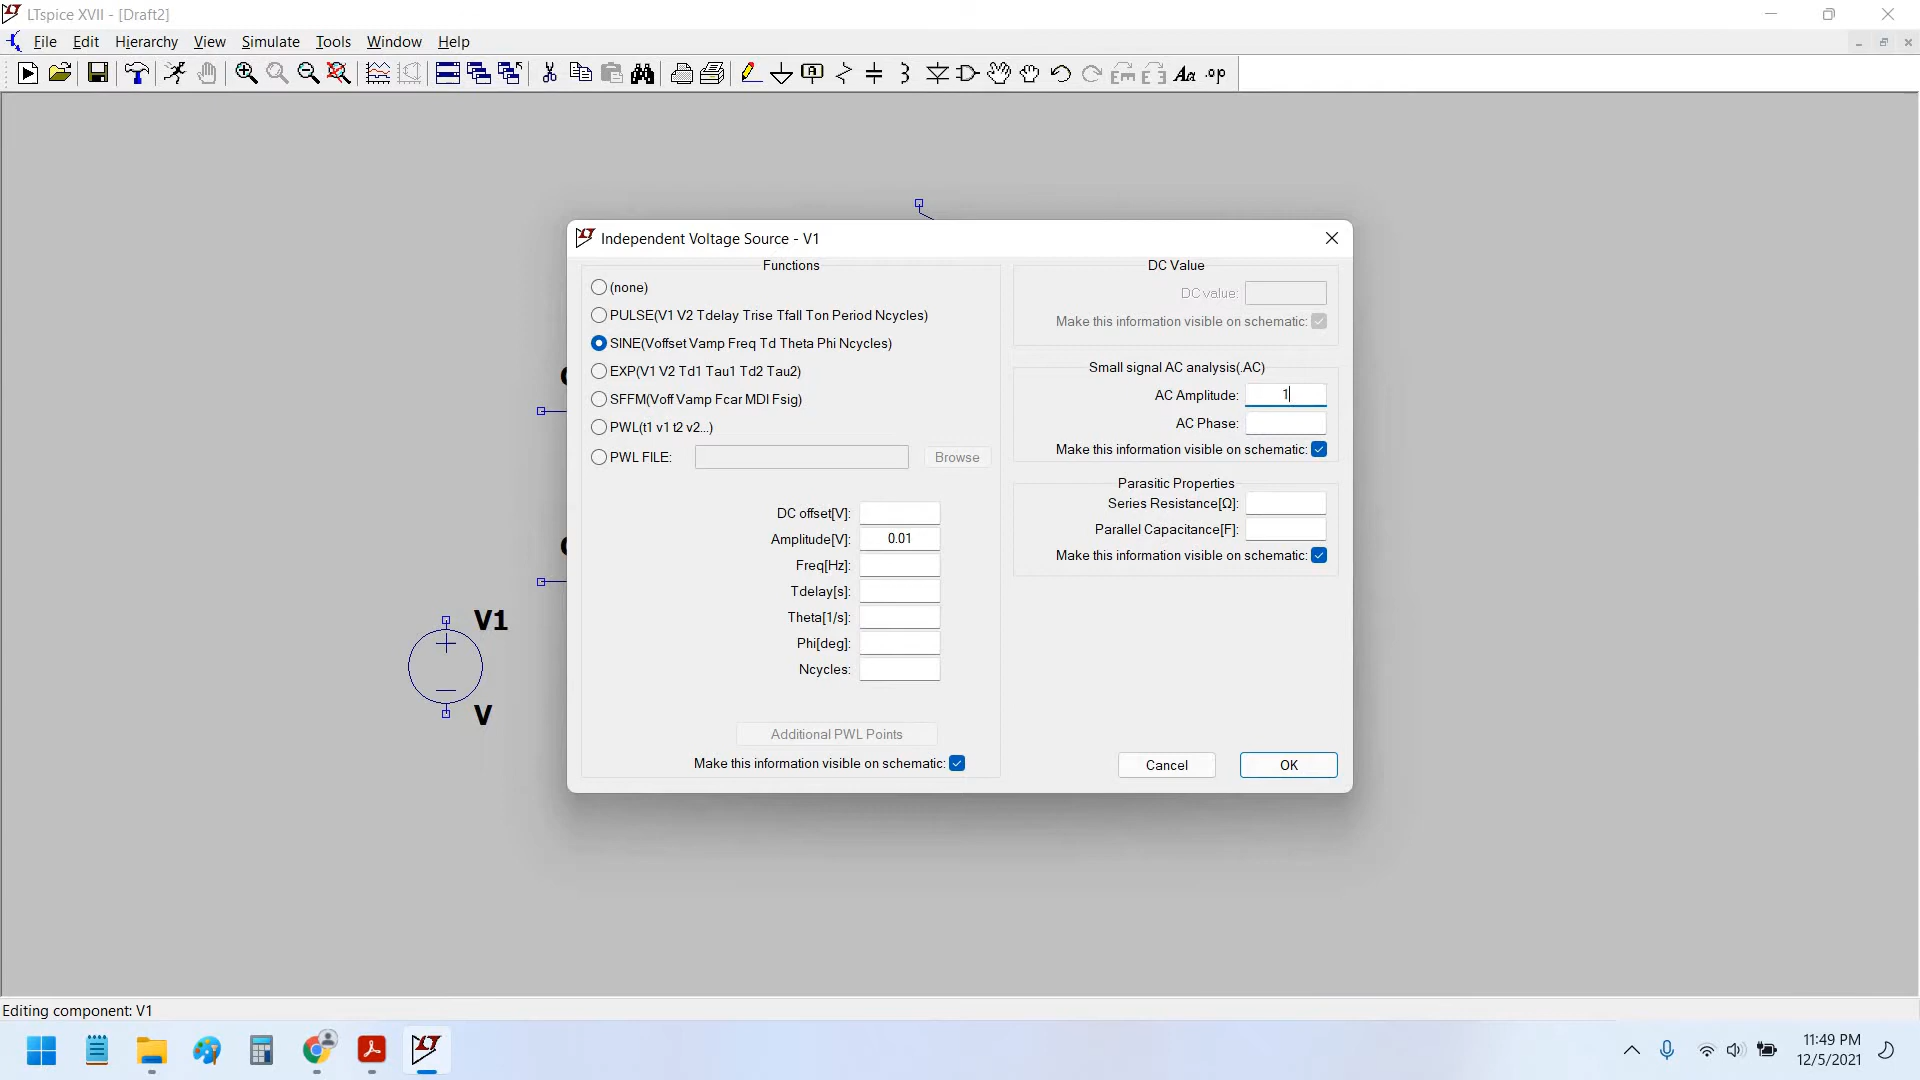 LTspice XVII - [Draft2]
File Edit Hierarchy View Simulate Tools Window Help
Aa .op
Independent Voltage Source - V1
Functions
(none)
PULSE(V1 V2 Tdelay Trise Tfall Ton Period Ncycles)
SINE(Voffset Vamp Freq Td Theta Phi Ncycles)
EXP(V1 V2 Td1 Tau1 Td2 Tau2)
SFFM(Voff Vamp Fcar MDI Fsig)
PWL(t1 v1 t2 v2...)
PWL FILE: Browse
DC offset[V]:
Amplitude[V]: 0.01
Freq[Hz]:
Tdelay[s]:
Theta[1/s]:
Phi[deg]:
Ncycles:
Additional PWL Points
Make this information visible on schematic:
DC Value
DC value:
Make this information visible on schematic:
Small signal AC analysis(.AC)
AC Amplitude: 1
AC Phase:
Make this information visible on schematic:
Parasitic Properties
Series Resistance[Ω]:
Parallel Capacitance[F]:
Make this information visible on schematic:
Cancel OK
V1
V
Editing component: V1
11:49 PM
12/5/2021